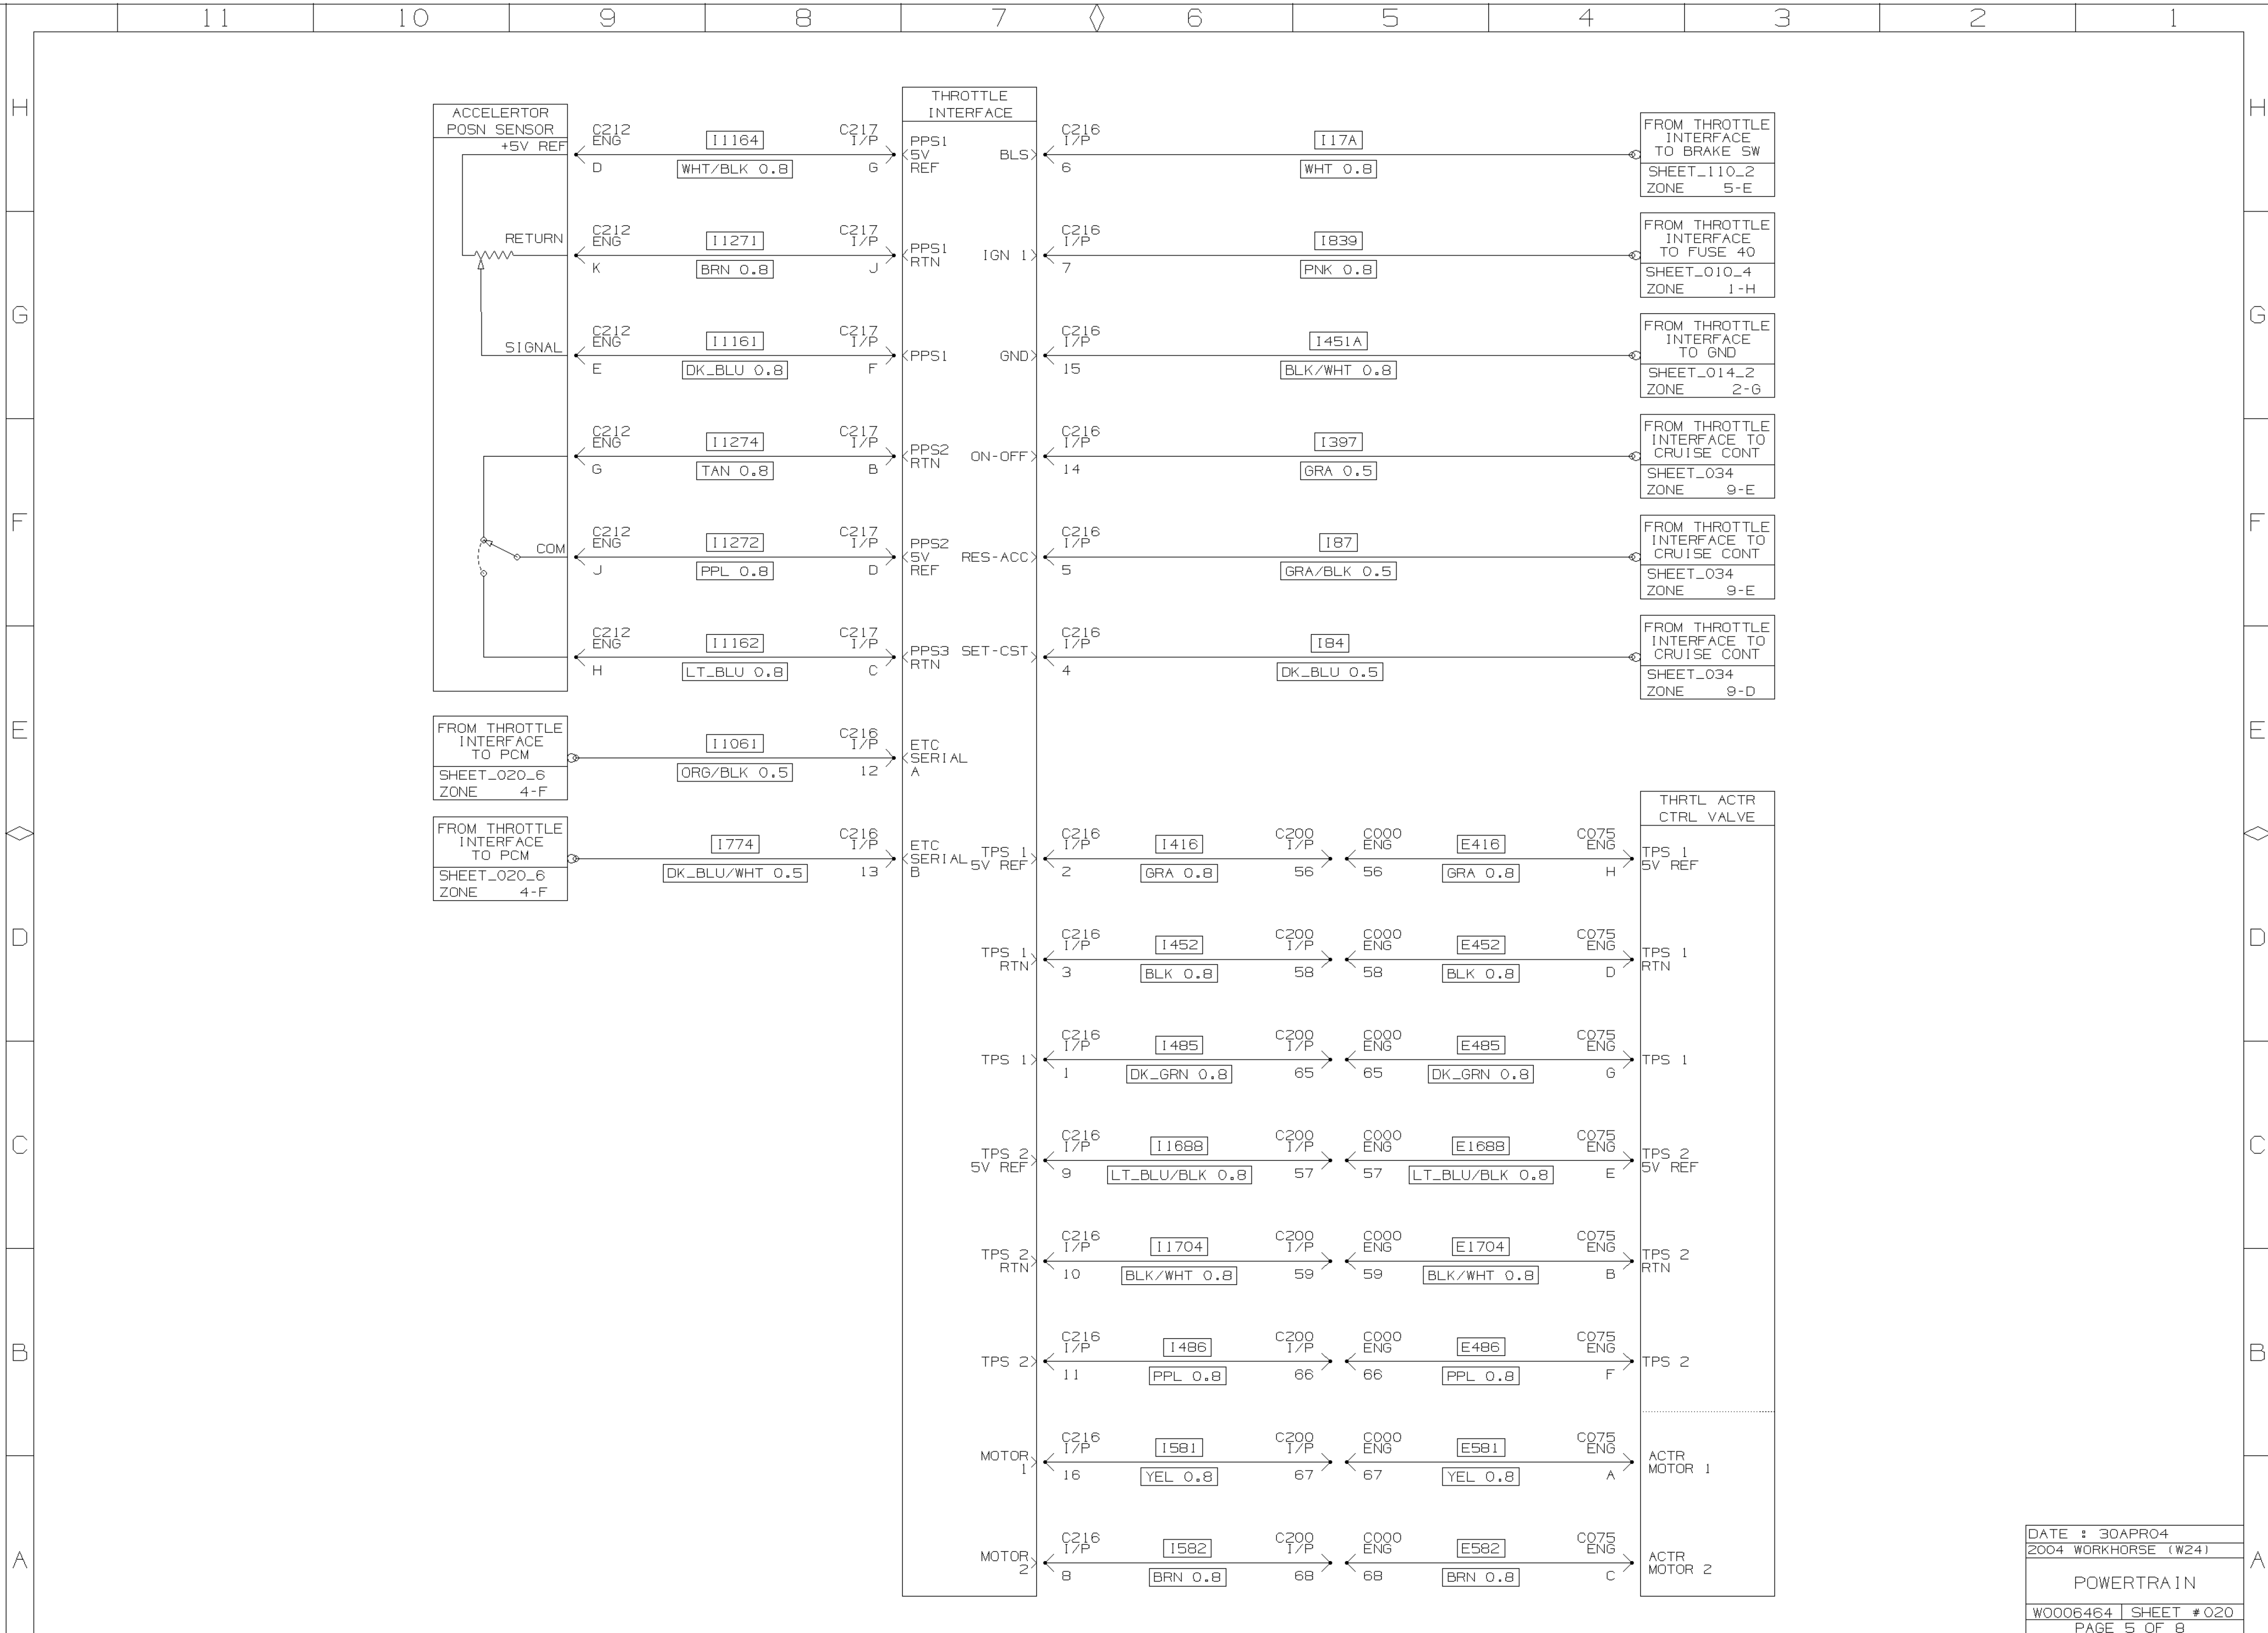 11 10 9 8 7 6 5 4 3 2 1
H
G
F
E
D
C
B
A
ACCELERTOR
POSN SENSOR
+5V REF
RETURN
SIGNAL
COM
C212
ENG
D
I1164
WHT/BLK 0.8
C217
I/P
G
C212
ENG
K
I1271
BRN 0.8
C217
I/P
J
C212
ENG
E
I1161
DK_BLU 0.8
C217
I/P
F
C212
ENG
G
I1274
TAN 0.8
C217
I/P
B
C212
ENG
J
I1272
PPL 0.8
C217
I/P
D
C212
ENG
H
I1162
LT_BLU 0.8
C217
I/P
C
FROM THROTTLE
INTERFACE
TO PCM
SHEET_020_6
ZONE 4-F
I1061
ORG/BLK 0.5
C216
I/P
12
FROM THROTTLE
INTERFACE
TO PCM
SHEET_020_6
ZONE 4-F
I774
DK_BLU/WHT 0.5
C216
I/P
13
THROTTLE
INTERFACE
PPS1
5V
REF
PPS1
RTN
PPS1
PPS2
RTN
PPS2
5V
REF
PPS3
RTN
ETC
SERIAL
A
ETC
SERIAL
B
BLS
IGN 1
GND
ON-OFF
RES-ACC
SET-CST
TPS 1
5V REF
TPS 1
RTN
TPS 1
TPS 2
5V REF
TPS 2
RTN
TPS 2
MOTOR
1
MOTOR
2
C216
I/P
6
I17A
WHT 0.8
FROM THROTTLE
INTERFACE
TO BRAKE SW
SHEET_110_2
ZONE 5-E
C216
I/P
7
I839
PNK 0.8
FROM THROTTLE
INTERFACE
TO FUSE 40
SHEET_010_4
ZONE 1-H
C216
I/P
15
I451A
BLK/WHT 0.8
FROM THROTTLE
INTERFACE
TO GND
SHEET_014_2
ZONE 2-G
C216
I/P
14
I397
GRA 0.5
FROM THROTTLE
INTERFACE TO
CRUISE CONT
SHEET_034
ZONE 9-E
C216
I/P
5
I87
GRA/BLK 0.5
FROM THROTTLE
INTERFACE TO
CRUISE CONT
SHEET_034
ZONE 9-E
C216
I/P
4
I84
DK_BLU 0.5
FROM THROTTLE
INTERFACE TO
CRUISE CONT
SHEET_034
ZONE 9-D
C216
I/P
2
I416
GRA 0.8
C200
I/P
56
C000
ENG
56
E416
GRA 0.8
C075
ENG
H
C216
I/P
3
I452
BLK 0.8
C200
I/P
58
C000
ENG
58
E452
BLK 0.8
C075
ENG
D
C216
I/P
1
I485
DK_GRN 0.8
C200
I/P
65
C000
ENG
65
E485
DK_GRN 0.8
C075
ENG
G
C216
I/P
9
I1688
LT_BLU/BLK 0.8
C200
I/P
57
C000
ENG
57
E1688
LT_BLU/BLK 0.8
C075
ENG
E
C216
I/P
10
I1704
BLK/WHT 0.8
C200
I/P
59
C000
ENG
59
E1704
BLK/WHT 0.8
C075
ENG
B
C216
I/P
11
I486
PPL 0.8
C200
I/P
66
C000
ENG
66
E486
PPL 0.8
C075
ENG
F
C216
I/P
16
I581
YEL 0.8
C200
I/P
67
C000
ENG
67
E581
YEL 0.8
C075
ENG
A
C216
I/P
8
I582
BRN 0.8
C200
I/P
68
C000
ENG
68
E582
BRN 0.8
C075
ENG
C
THRTL ACTR
CTRL VALVE
TPS 1
5V REF
TPS 1
RTN
TPS 1
TPS 2
5V REF
TPS 2
RTN
TPS 2
ACTR
MOTOR 1
ACTR
MOTOR 2
H
G
F
E
D
C
B
A
DATE : 30APR04
2004 WORKHORSE (W24)
POWERTRAIN
W0006464 SHEET #020
PAGE 5 OF 8